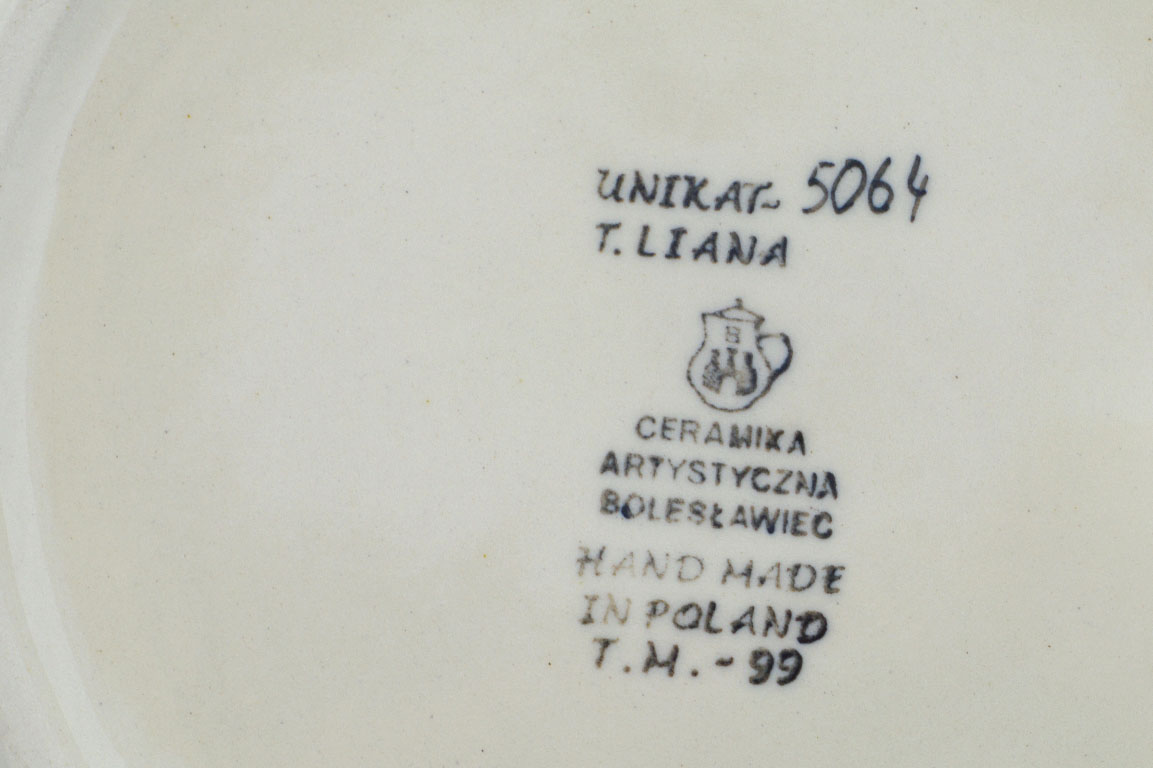 UNIKAT- 5064
T. LIANA
B
CERAMIKA
ARTYSTYCZNA
BOLESŁAWIEC
HAND MADE
IN POLAND
T.M.-99